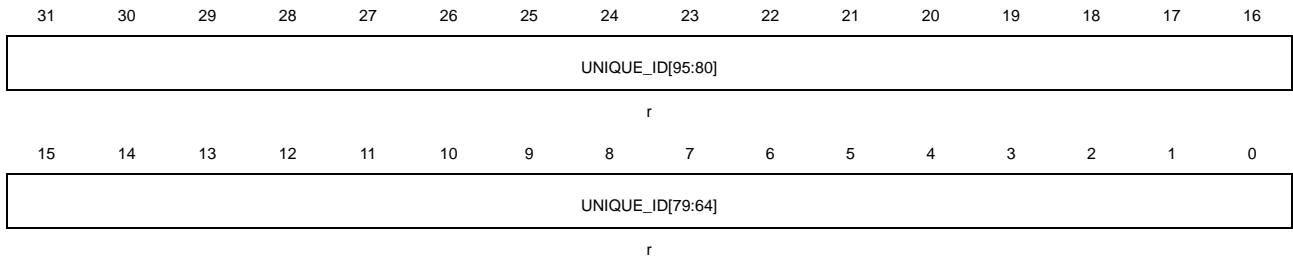 31 30 29 28 27 26 25 24 23 22 21 20 19 18 17 16
UNIQUE_ID[95:80]
r
15 14 13 12 11 10 9 8 7 6 5 4 3 2 1 0
UNIQUE_ID[79:64]
r